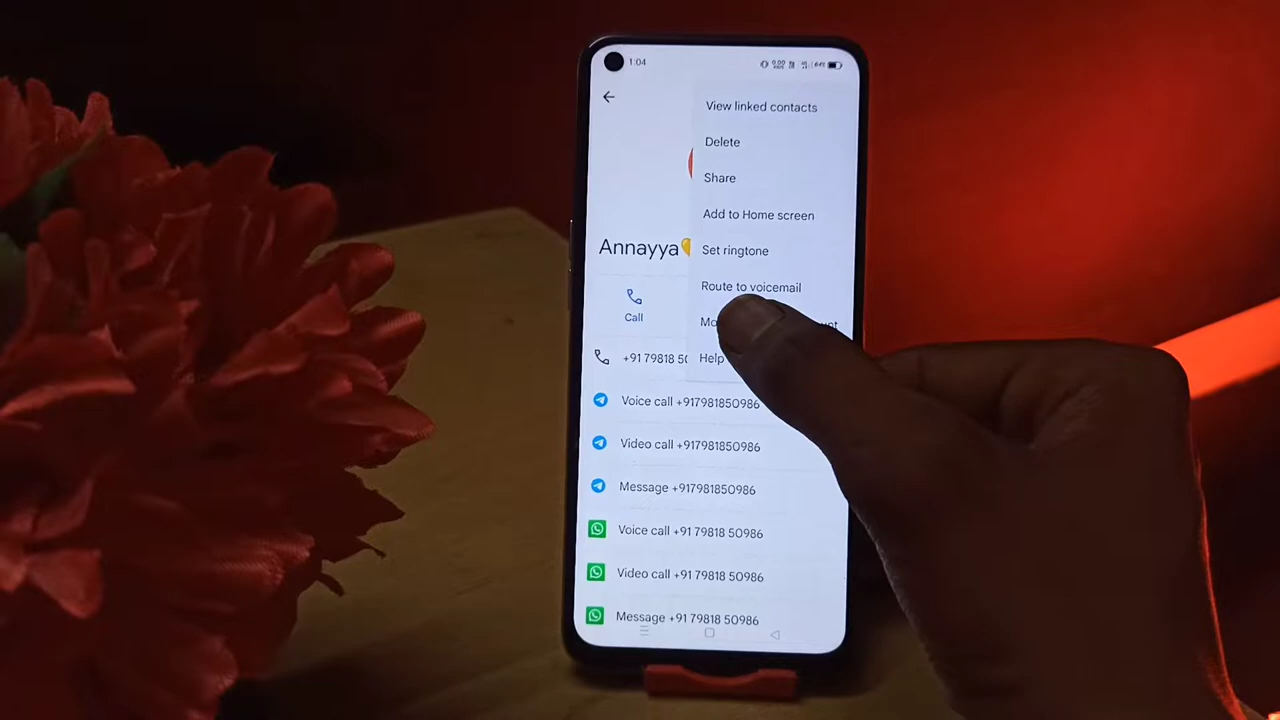 1:04
View linked contacts
Delete
Share
Add to Home screen
Annayya
Set ringtone
Route to voicemail
Call
Help
+91 79818 50
Voice call +917981850986
Video call +917981850986
Message +917981850986
Voice call +91 79818 50986
Video call +91 79818 50986
Message +91 79818 50986